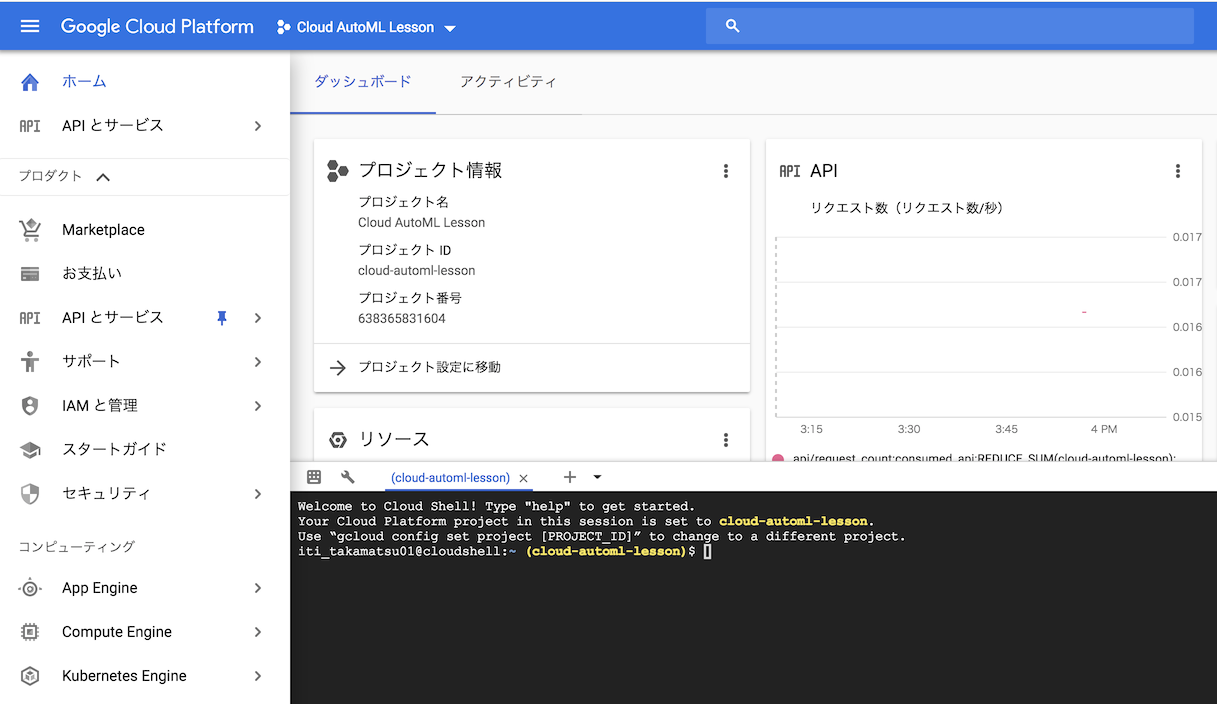 Google Cloud Platform
Cloud AutoML Lesson
ホーム
API API とサービス
プロダクト
Marketplace
お支払い
API API とサービス
サポート
IAM と管理
スタートガイド
セキュリティ
コンピューティング
App Engine
Compute Engine
Kubernetes Engine
ダッシュボード
アクティビティ
プロジェクト情報
プロジェクト名
Cloud AutoML Lesson
プロジェクト ID
cloud-automl-lesson
プロジェクト番号
638365831604
プロジェクト設定に移動
リソース
API API
リクエスト数（リクエスト数/秒）
0.017
0.017
0.016
0.016
0.015
3:15 3:30 3:45 4 PM
api/request_count:consumed_api:REDUCE_SUM(cloud-automl-lesson):
(cloud-automl-lesson)
Welcome to Cloud Shell! Type "help" to get started.
Your Cloud Platform project in this session is set to cloud-automl-lesson.
Use “gcloud config set project [PROJECT_ID]” to change to a different project.
iti_takamatsu01@cloudshell:~ (cloud-automl-lesson)$